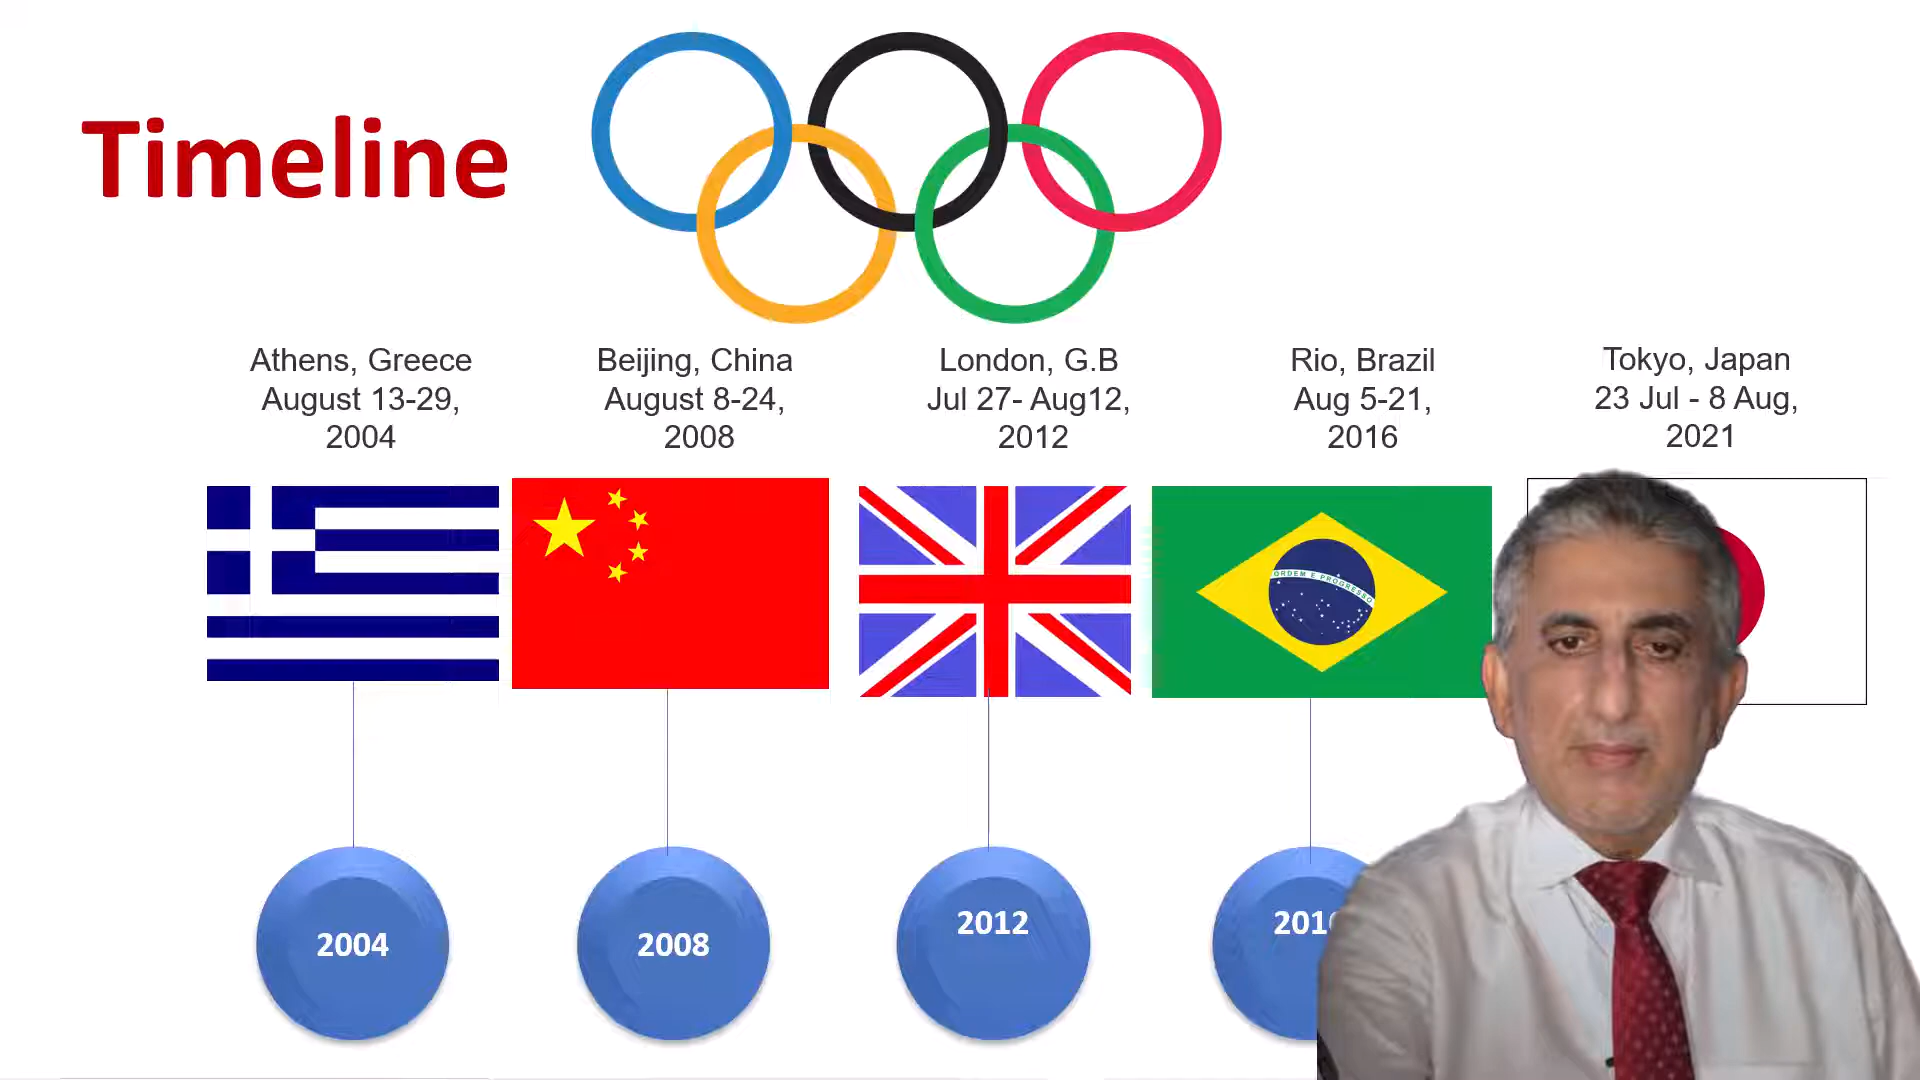 Timeline
Athens, Greece
August 13-29,
2004
Beijing, China
August 8-24,
2008
London, G.B
Jul 27- Aug12,
2012
Rio, Brazil
Aug 5-21,
2016
Tokyo, Japan
23 Jul - 8 Aug,
2021
ORDEM E PROGRESSO
2004
2008
2012